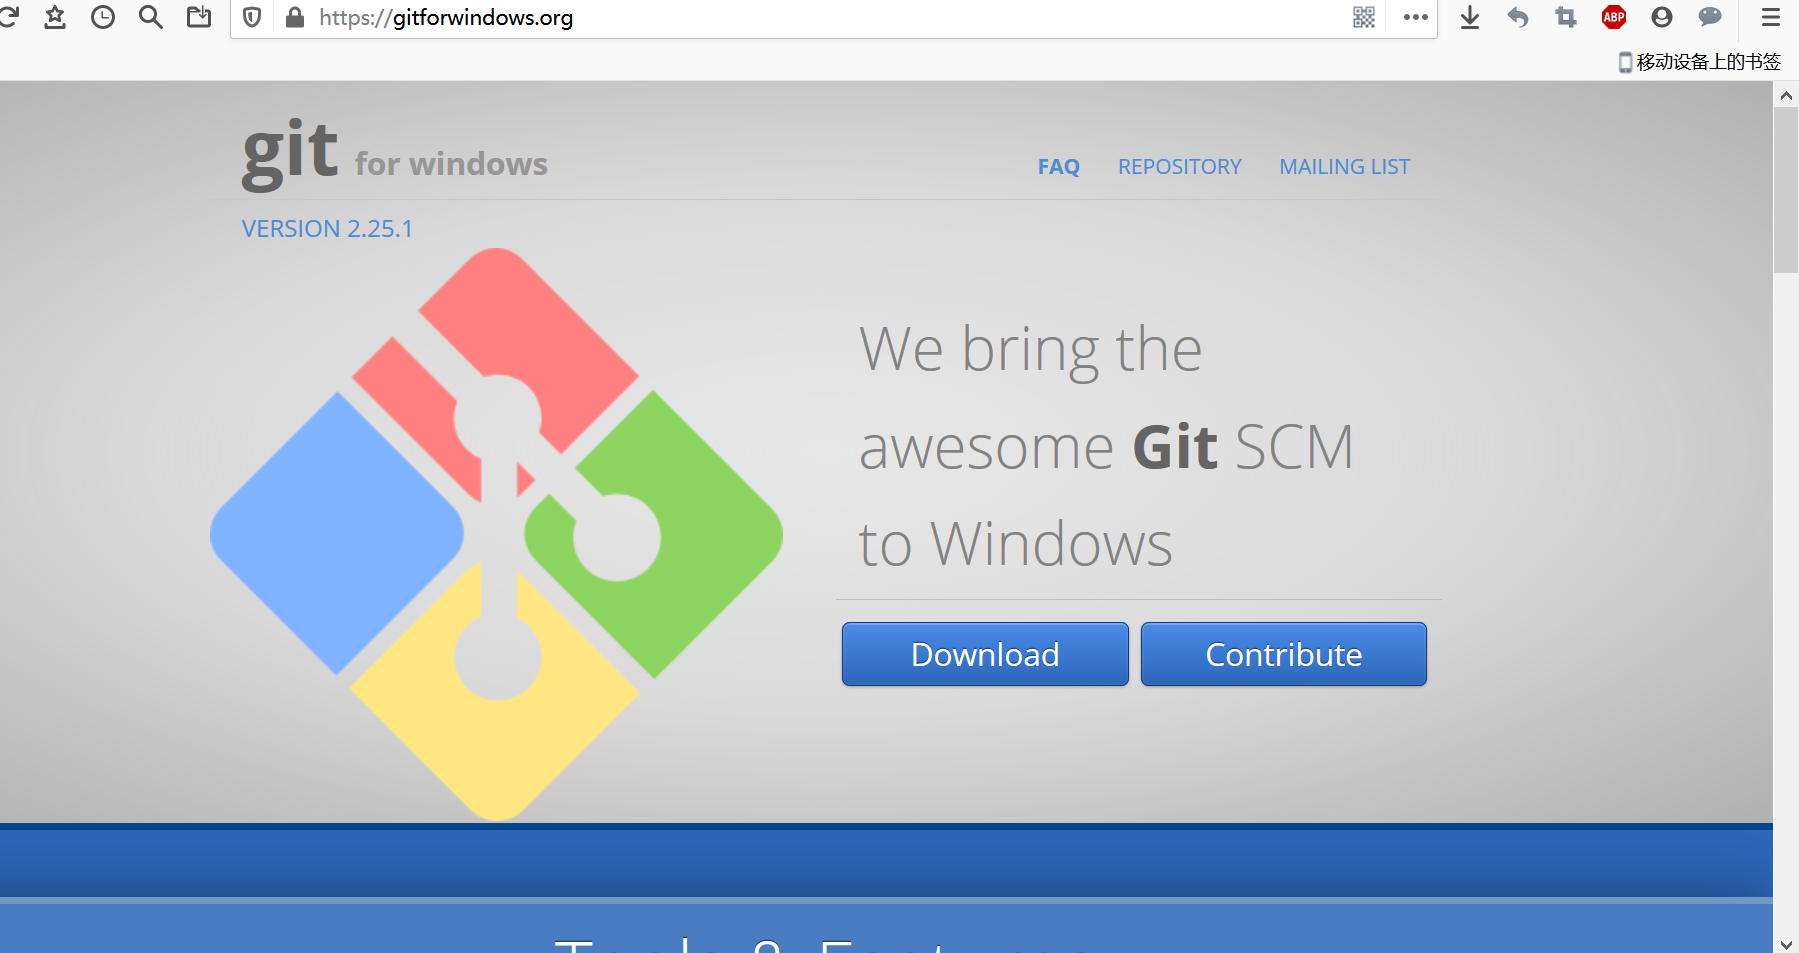 https://gitforwindows.org
ABP
移动设备上的书签
git for windows
FAQ REPOSITORY MAILING LIST
VERSION 2.25.1
We bring the
awesome Git SCM
to Windows
Download Contribute